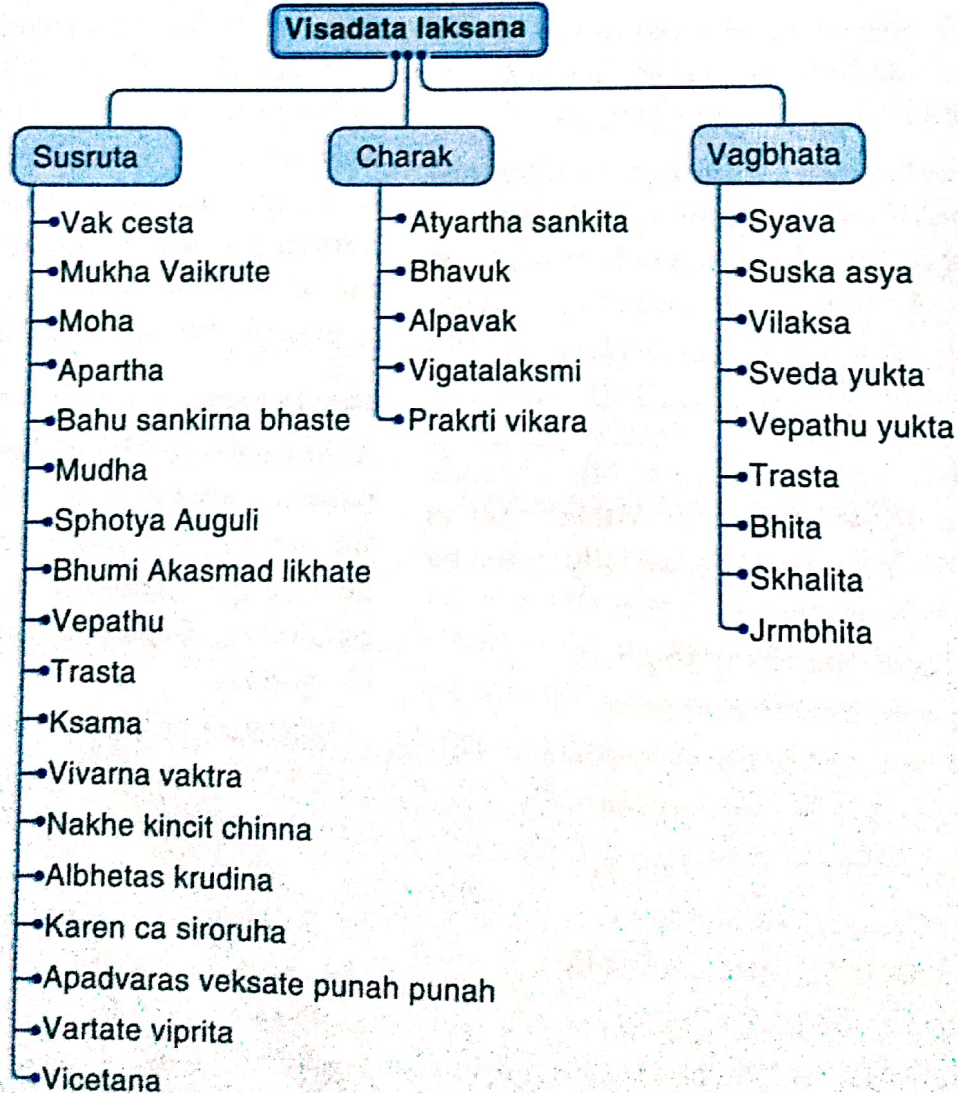 Visadata laksana
Susruta
Vak cesta
Mukha Vaikrute
Moha
Apartha
Bahu sankirna bhaste
Mudha
Sphotya Auguli
Bhumi Akasmad likhate
Vepathu
Trasta
Ksama
Vivarna vaktra
Nakhe kincit chinna
Albhetas krudina
Karen ca siroruha
Apadvaras veksate punah punah
Vartate viprita
Vicetana
Charak
Atyartha sankita
Bhavuk
Alpavak
Vigatalaksmi
Prakrti vikara
Vagbhata
Syava
Suska asya
Vilaksa
Sveda yukta
Vepathu yukta
Trasta
Bhita
Skhalita
Jrmbhita